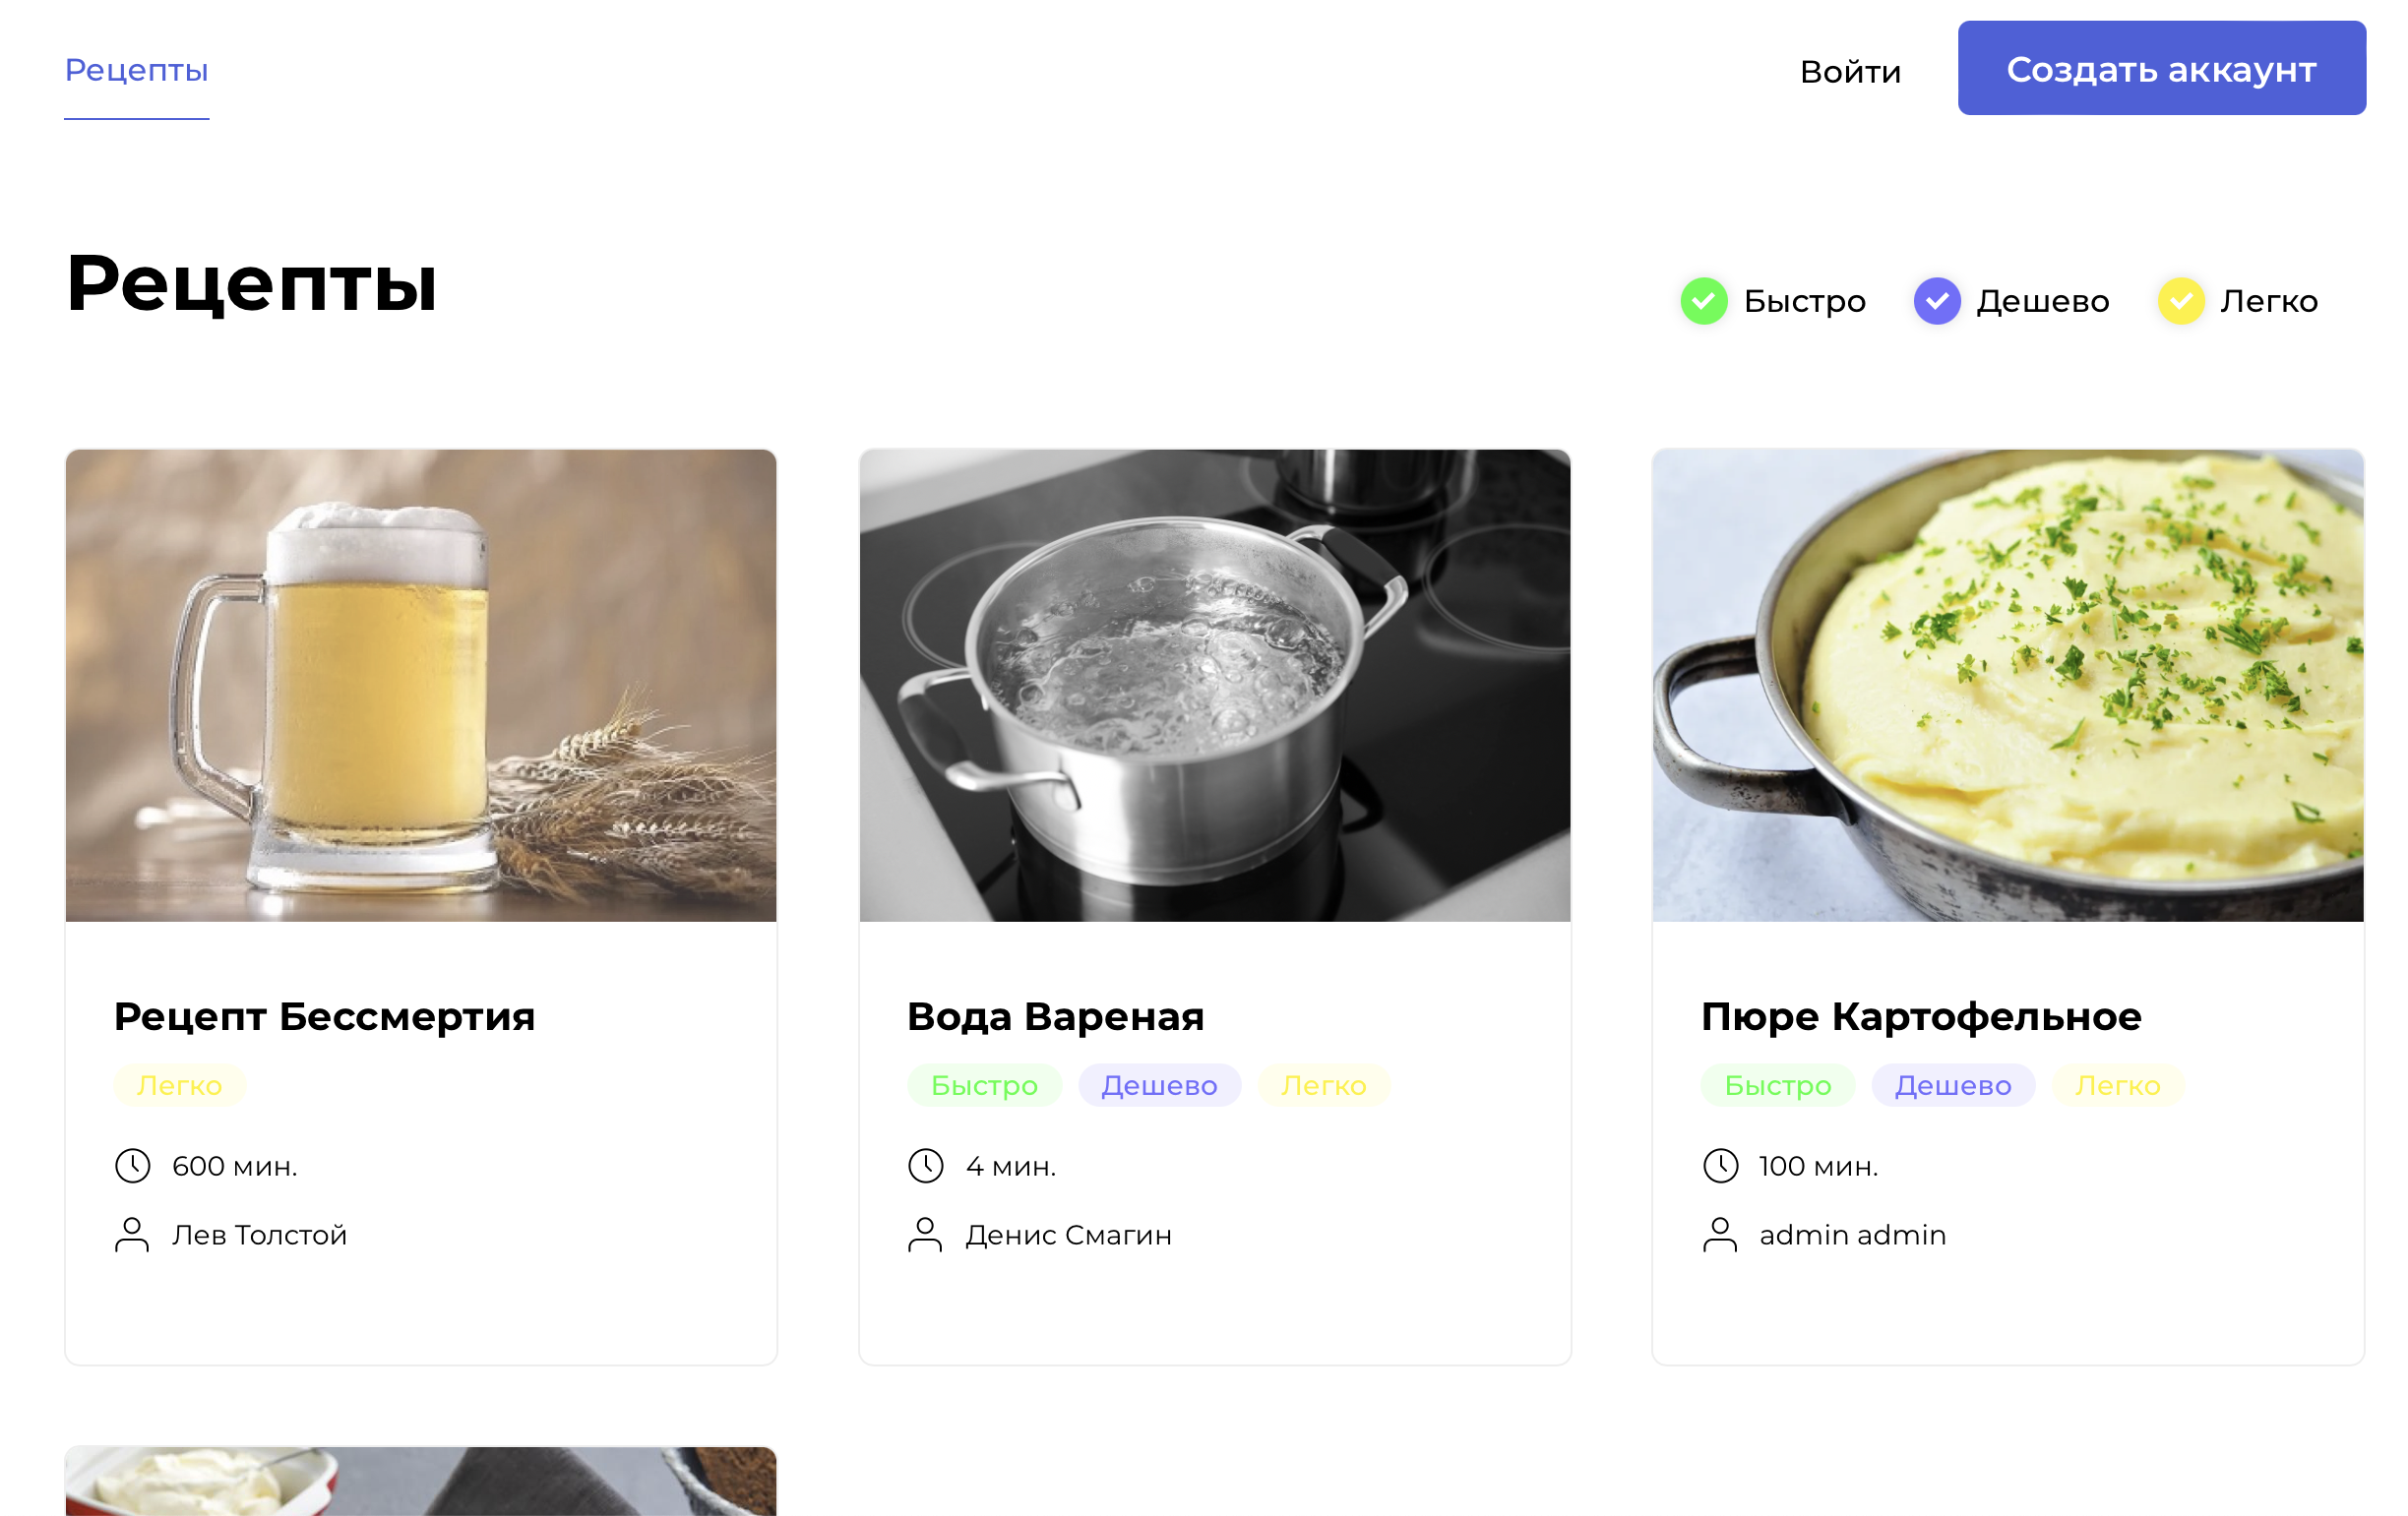 Рецепты
Войти
Создать аккаунт
Рецепты
Быстро
Дешево
Легко
Рецепт Бессмертия
Легко
600 мин.
Лев Толстой
Вода Вареная
Быстро Дешево Легко
4 мин.
Денис Смагин
Пюре Картофельное
Быстро Дешево Легко
100 мин.
admin admin